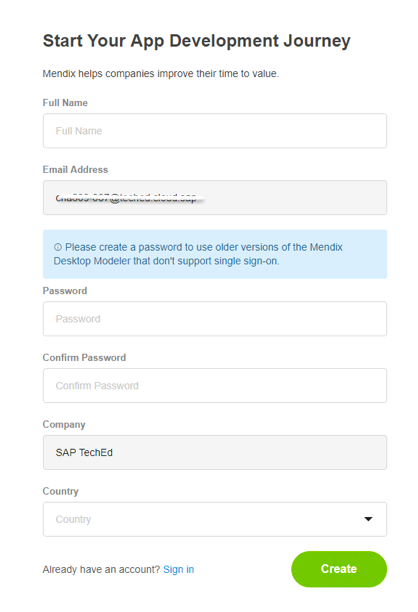 Start Your App Development Journey
Mendix helps companies improve their time to value.
Full Name
Full Name
Email Address
Please create a password to use older versions of the Mendix
Desktop Modeler that don't support single sign-on.
Password
Password
Confirm Password
Confirm Password
Company
SAP TechEd
Country
Country
Already have an account? Sign in
Create